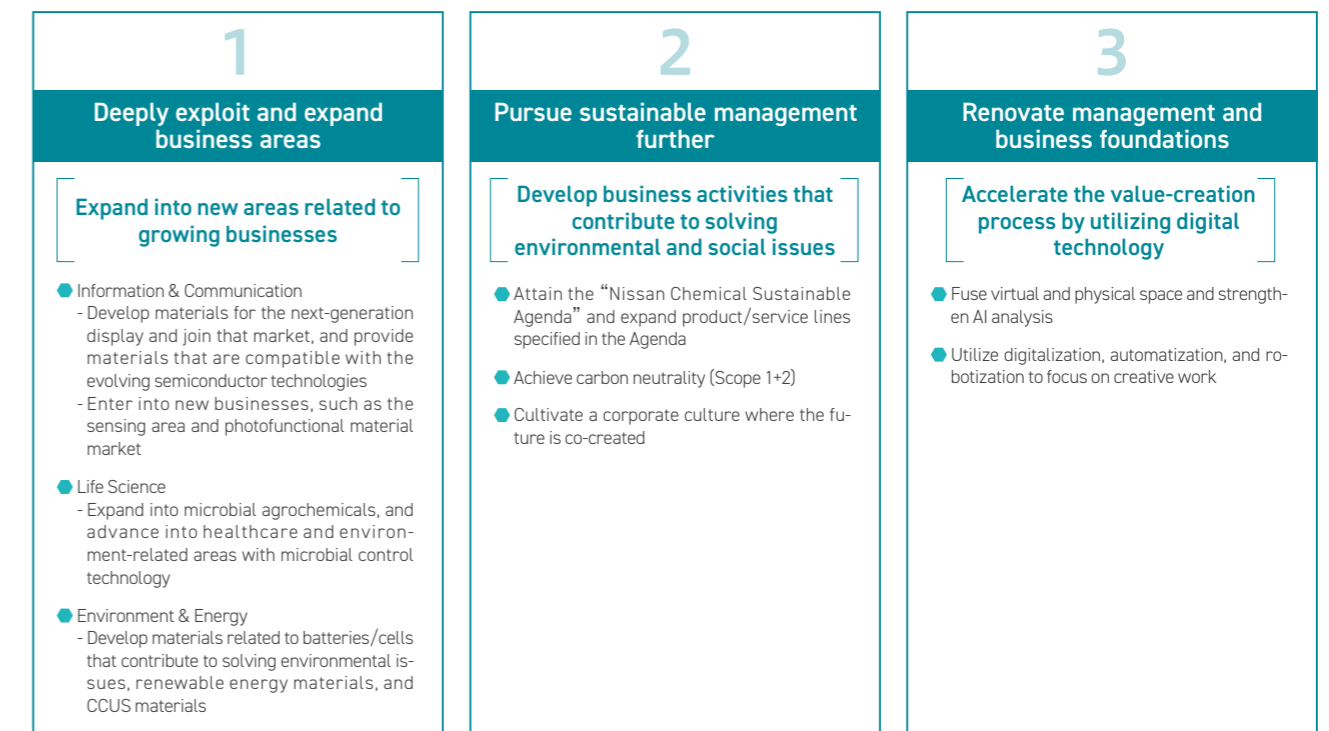 1
Deeply exploit and expand
business areas
Expand into new areas related to
growing businesses
Information & Communication
- Develop materials for the next-generation
display and join that market, and provide
materials that are compatible with the
evolving semiconductor technologies
- Enter into new businesses, such as the
sensing area and photofunctional material
market
Life Science
- Expand into microbial agrochemicals, and
advance into healthcare and environ-
ment-related areas with microbial control
technology
Environment & Energy
- Develop materials related to batteries/cells
that contribute to solving environmental is-
sues, renewable energy materials, and
CCUS materials
2
Pursue sustainable management
further
Develop business activities that
contribute to solving
environmental and social issues
Attain the “Nissan Chemical Sustainable
Agenda” and expand product/service lines
specified in the Agenda
Achieve carbon neutrality (Scope 1+2)
Cultivate a corporate culture where the fu-
ture is co-created
3
Renovate management and
business foundations
Accelerate the value-creation
process by utilizing digital
technology
Fuse virtual and physical space and strength-
en AI analysis
Utilize digitalization, automatization, and ro-
botization to focus on creative work